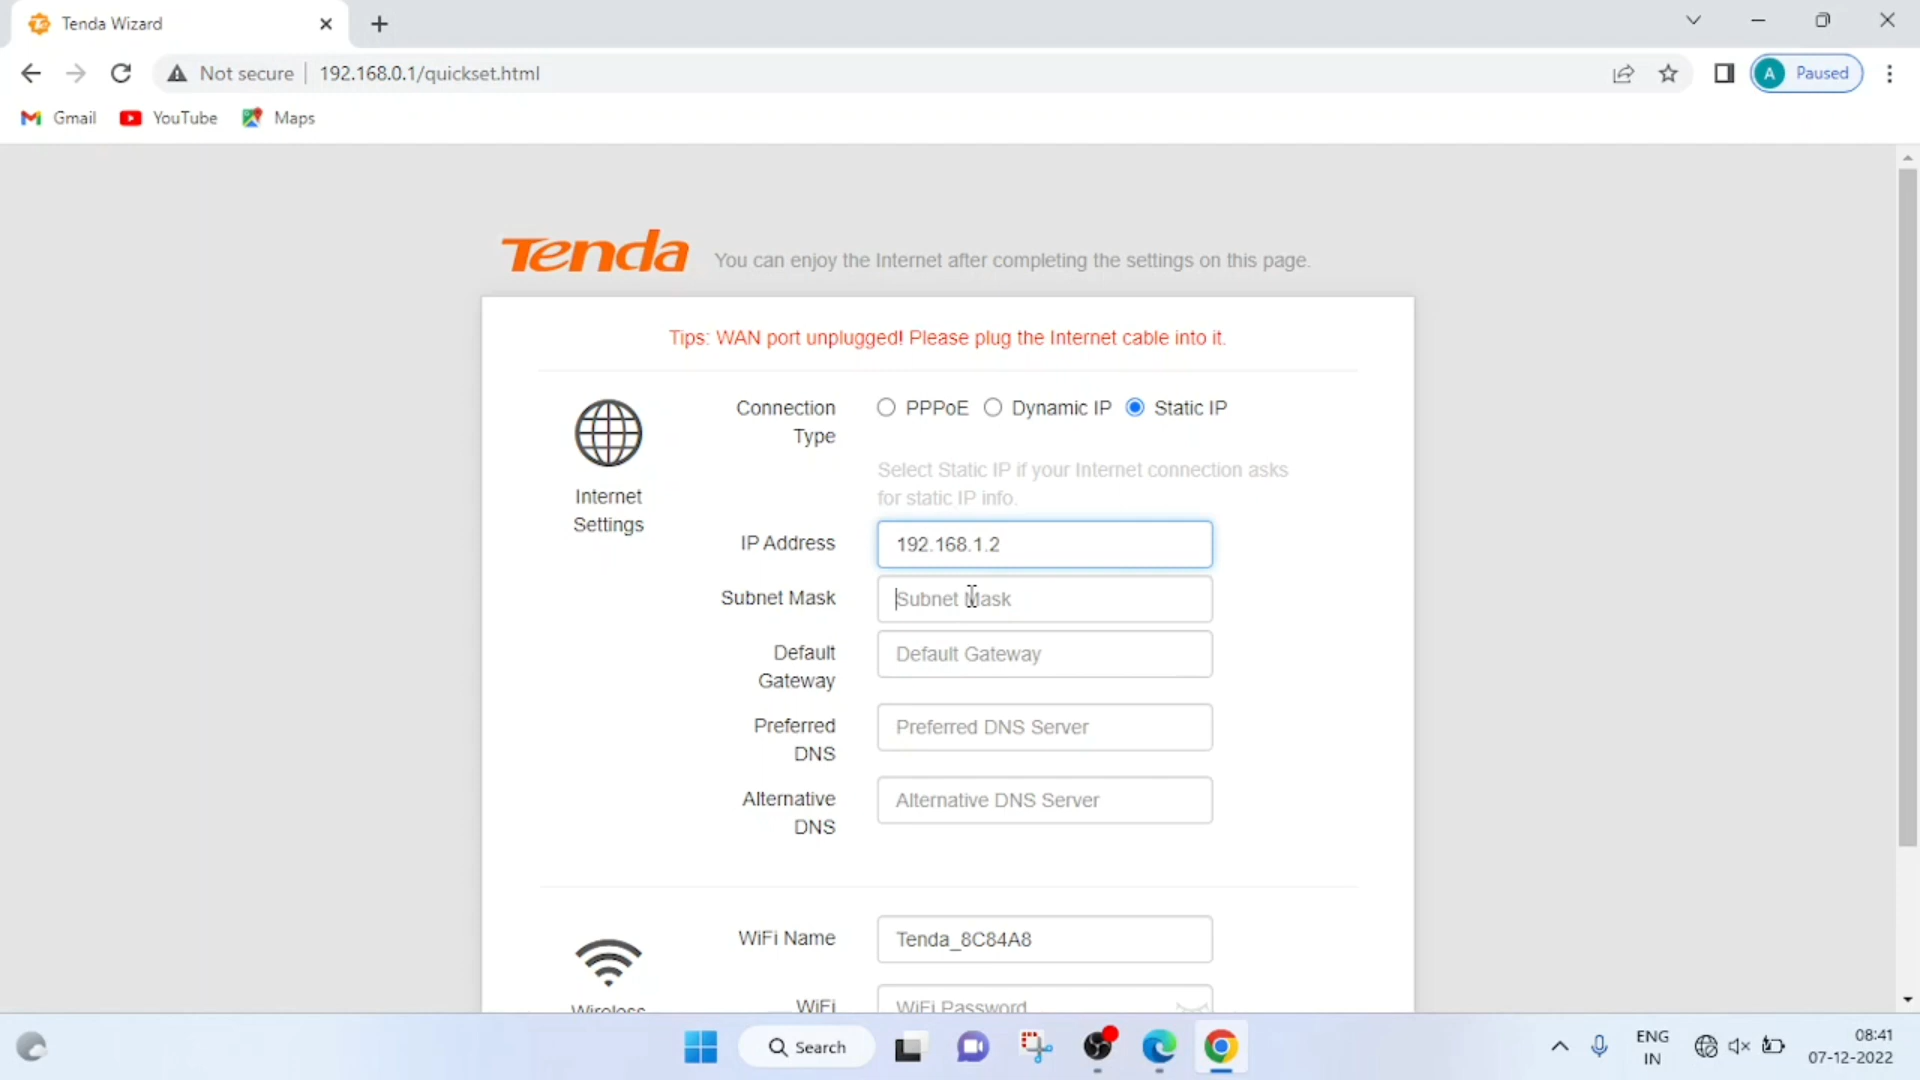 Tenda Wizard
Not secure 192.168.0.1/quickset.html
A Paused
Gmail YouTube Maps
Tenda You can enjoy the Internet after completing the settings on this page.
Tips: WAN port unplugged! Please plug the Internet cable into it.
Internet
Settings
Connection
Type
PPPoE Dynamic IP Static IP
Select Static IP if your Internet connection asks
for static IP info.
IP Address 192.168.1.2
Subnet Mask Subnet Mask
Default
Gateway
Default Gateway
Preferred
DNS
Preferred DNS Server
Alternative
DNS
Alternative DNS Server
WiFi Name Tenda_8C84A8
Wireless
WiFi WiFi Password
Search
ENG
IN
08:41
07-12-2022